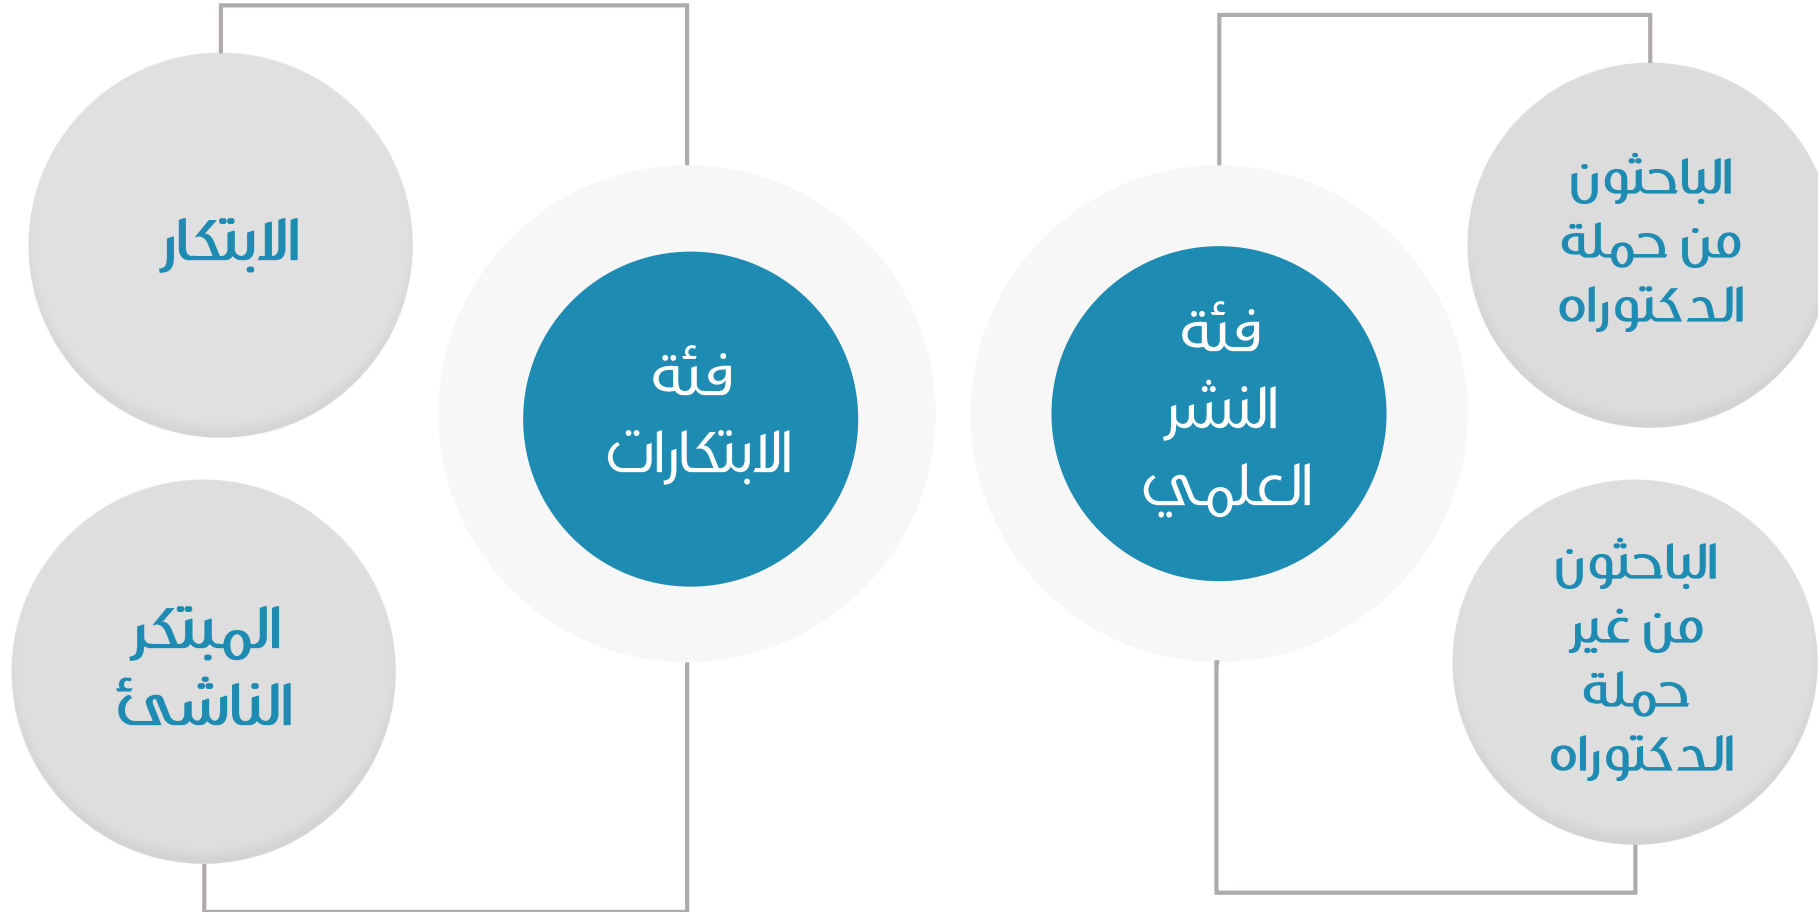 الباحثون
من حملة
الدكتوراه
فئة
النشر
العلمي
الباحثون
من غير
حملة
الدكتوراه
فئة
الابتكارات
الابتكار
المبتكر
الناشئ